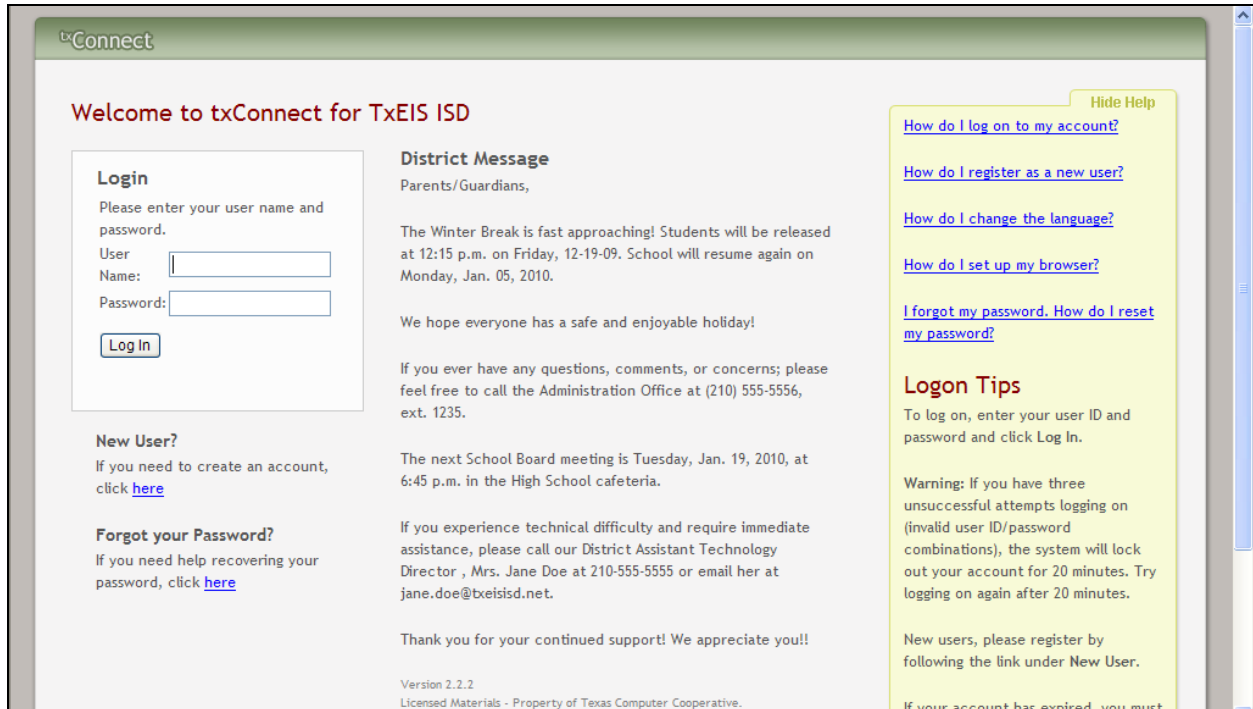 txConnect
Welcome to txConnect for TxEIS ISD
Login
Please enter your user name and
password.
User
Name:
Password:
Log In
New User?
If you need to create an account,
click here
Forgot your Password?
If you need help recovering your
password, click here
District Message
Parents/Guardians,
The Winter Break is fast approaching! Students will be released
at 12:15 p.m. on Friday, 12-19-09. School will resume again on
Monday, Jan. 05, 2010.
We hope everyone has a safe and enjoyable holiday!
If you ever have any questions, comments, or concerns; please
feel free to call the Administration Office at (210) 555-5556,
ext. 1235.
The next School Board meeting is Tuesday, Jan. 19, 2010, at
6:45 p.m. in the High School cafeteria.
If you experience technical difficulty and require immediate
assistance, please call our District Assistant Technology
Director , Mrs. Jane Doe at 210-555-5555 or email her at
jane.doe@txeisisd.net.
Thank you for your continued support! We appreciate you!!
Version 2.2.2
Licensed Materials - Property of Texas Computer Cooperative.
Hide Help
How do I log on to my account?
How do I register as a new user?
How do I change the language?
How do I set up my browser?
I forgot my password. How do I reset
my password?
Logon Tips
To log on, enter your user ID and
password and click Log In.
Warning: If you have three
unsuccessful attempts logging on
(invalid user ID/password
combinations), the system will lock
out your account for 20 minutes. Try
logging on again after 20 minutes.
New users, please register by
following the link under New User.
If your account has expired, you must